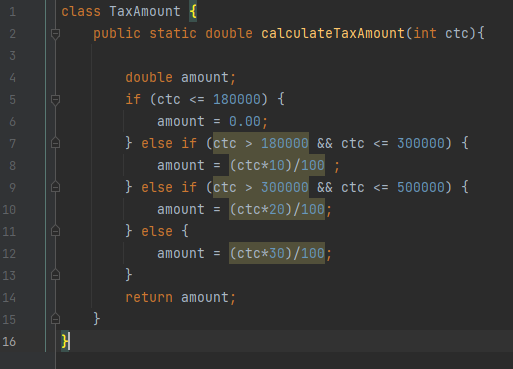 1 class TaxAmount {
2     public static double calculateTaxAmount(int ctc){
3
4         double amount;
5         if (ctc <= 180000) {
6             amount = 0.00;
7         } else if (ctc > 180000 && ctc <= 300000) {
8             amount = (ctc*10)/100 ;
9         } else if (ctc > 300000 && ctc <= 500000) {
10             amount = (ctc*20)/100;
11         } else {
12             amount = (ctc*30)/100;
13         }
14         return amount;
15     }
16 }